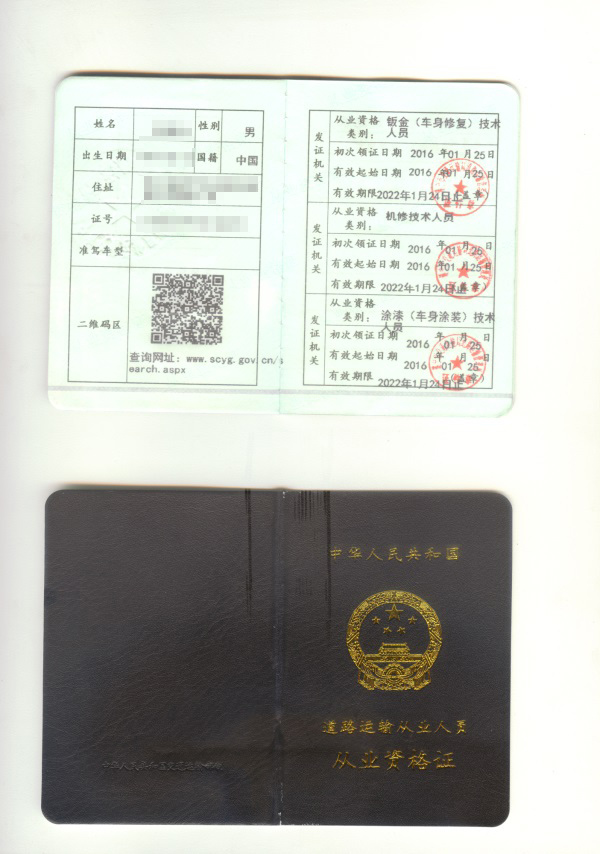 姓名 性别 男
出生日期 国籍 中国
住址
证号
准驾车型
二维码区
查询网址：www.scyg.gov.cn/s
earch.aspx
发证机关
从业资格类别： 钣金（车身修复）技术人员
初次领证日期 2016 年01 月25日
有效起始日期 2016 年01 月25日
有效期限 2022年1月24日止 盖章
发证机关
从业资格类别： 机修技术人员
初次领证日期 2016 年01 月25日
有效起始日期 2016 年01 月25日
有效期限 2022年1月24日止（盖章）
发证机关
从业资格类别： 涂漆（车身涂装）技术人员
初次领证日期 2016 年01 月25日
有效起始日期 2016 年01 月25日
有效期限 2022年1月24日止（盖章）
中华人民共和国
道路运输从业人员
从业资格证